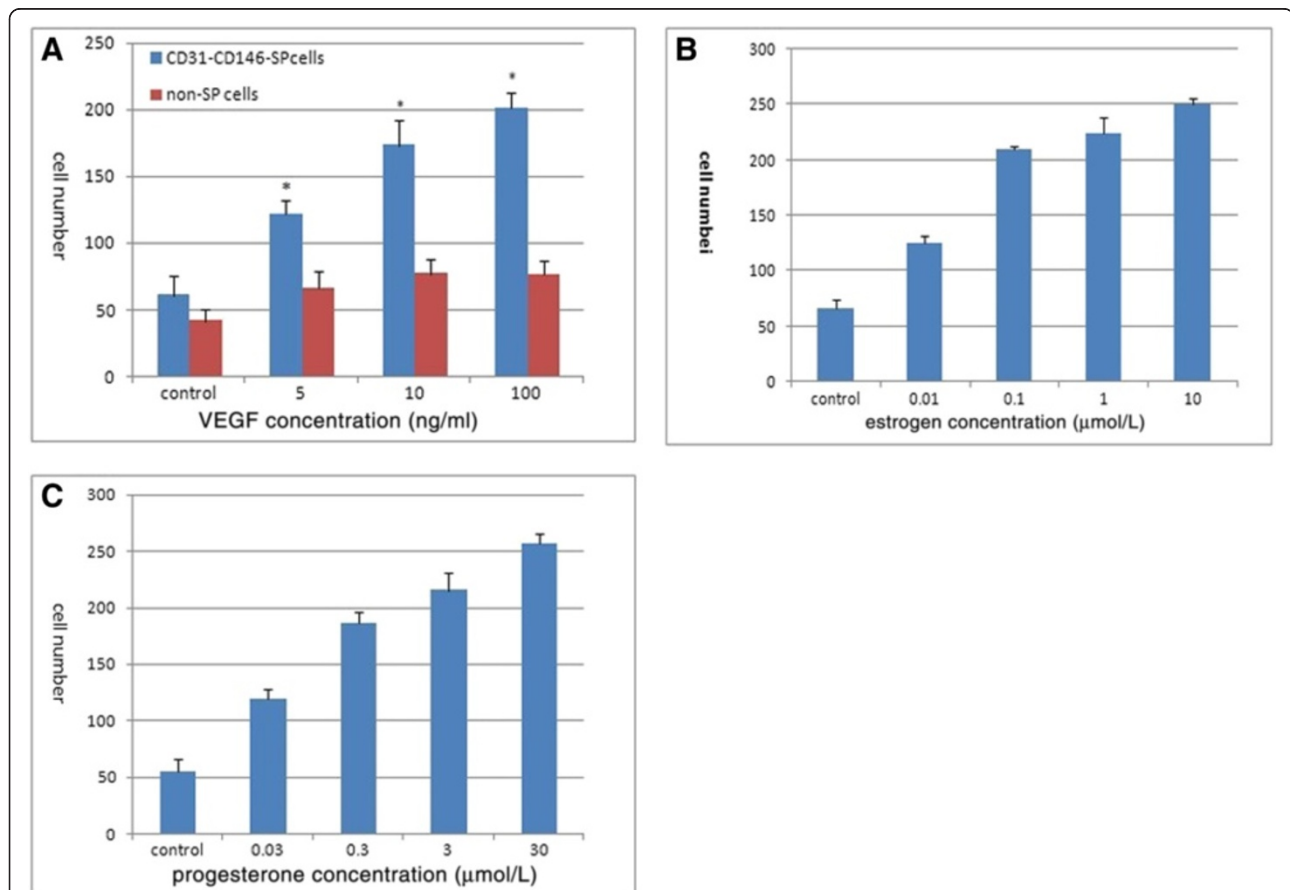 A
250
200
150
100
50
0
cell number
CD31-CD146-SPcells
non-SP cells
*
*
*
control 5 10 100
VEGF concentration (ng/ml)
B
300
250
200
150
100
50
0
cell numbei
control 0.01 0.1 1 10
estrogen concentration (μmol/L)
C
300
250
200
150
100
50
0
cell number
control 0.03 0.3 3 30
progesterone concentration (μmol/L)